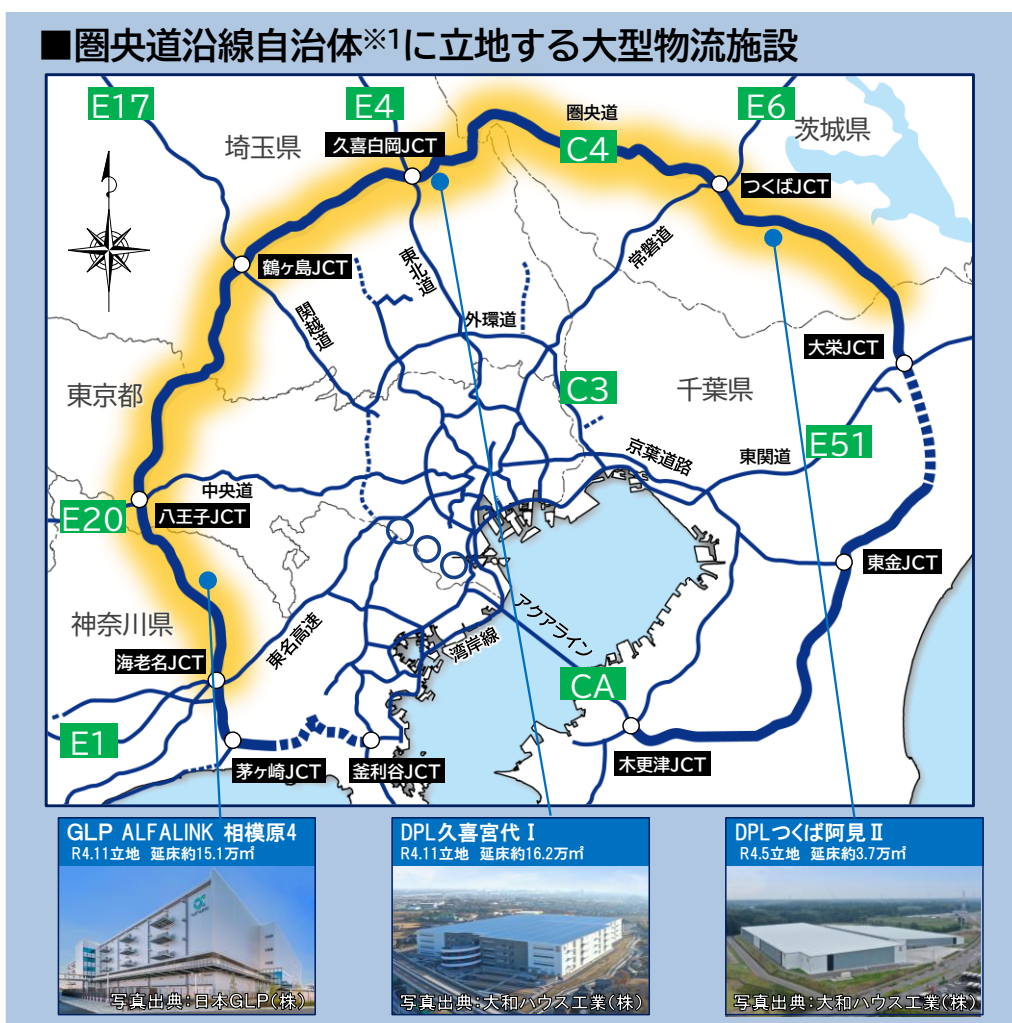 ■圏央道沿線自治体※1に立地する大型物流施設
E17
E4
E6
圏央道
茨城県
埼玉県
久喜白岡JCT
C4
つくばJCT
常磐道
東北道
鶴ヶ島JCT
関越道
外環道
大栄JCT
東京都
C3
千葉県
E51
京葉道路
東関道
中央道
E20
八王子JCT
東金JCT
神奈川県
アクアライン
東名高速
湾岸線
海老名JCT
CA
E1
茅ヶ崎JCT
釜利谷JCT
木更津JCT
GLP ALFALINK 相模原4
R4.11立地 延床約15.1万㎡
写真出典:日本GLP(株)
DPL久喜宮代Ⅰ
R4.11立地 延床約16.2万㎡
写真出典:大和ハウス工業(株)
DPLつくば阿見Ⅱ
R4.5立地 延床約3.7万㎡
写真出典:大和ハウス工業(株)